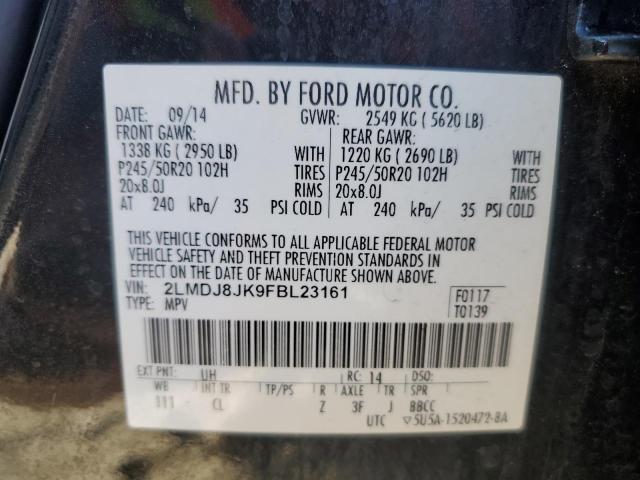 MFD. BY FORD MOTOR CO.
DATE: 09/14 GVWR: 2549 KG ( 5620 LB)
FRONT GAWR: REAR GAWR:
1338 KG ( 2950 LB) WITH 1220 KG ( 2690 LB) WITH
P245/50R20 102H TIRES P245/50R20 102H TIRES
20x8.0J RIMS 20x8.0J RIMS
AT 240 kPa/ 35 PSI COLD AT 240 kPa/ 35 PSI COLD
THIS VEHICLE CONFORMS TO ALL APPLICABLE FEDERAL MOTOR
VEHICLE SAFETY AND THEFT PREVENTION STANDARDS IN
EFFECT ON THE DATE OF MANUFACTURE SHOWN ABOVE.
VIN: 2LMDJ8JK9FBL23161 F0117
TYPE: MPV T0139
EXT PNT: UH RC: 14 DSO:
WB INT TR TP/PS R AXLE TR SPR
111 CL Z 3F J BBCC
UTC ▽5U5A-1520472-BA